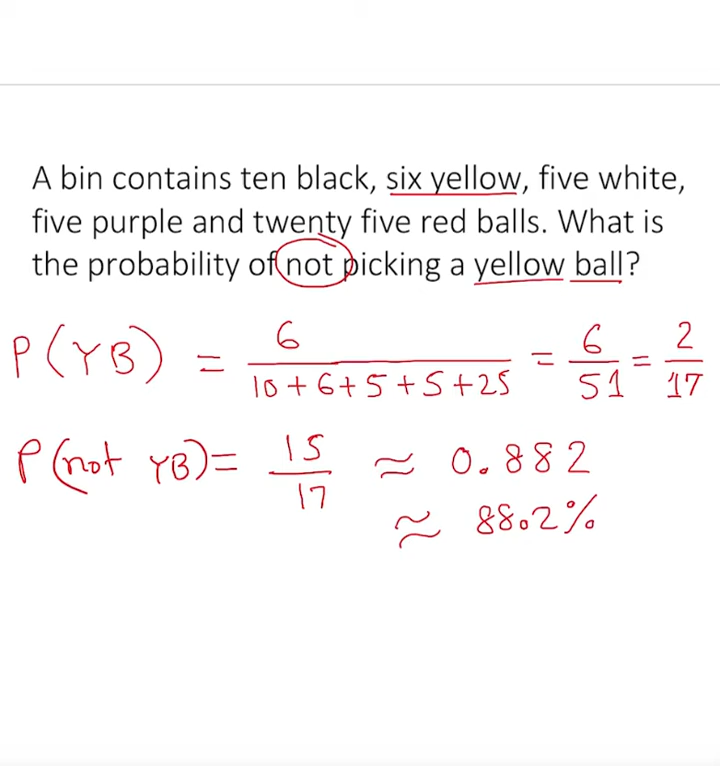 A bin contains ten black, six yellow, five white,
five purple and twenty five red balls. What is
the probability of not picking a yellow ball?
P(YB) = 6/(10+6+5+5+25) = 6/51 = 2/17
P(not YB) = 15/17 ≈ 0.882
≈ 88.2%